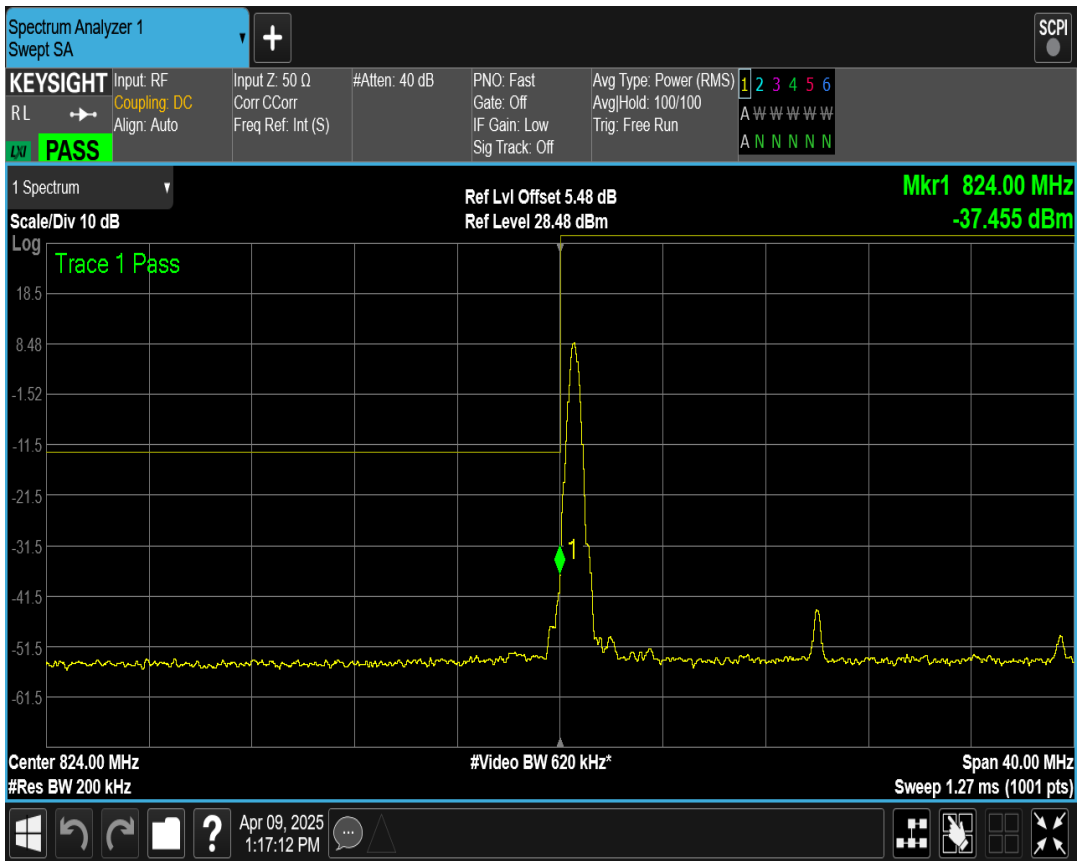 Spectrum Analyzer 1
Swept SA
+
SCPI
KEYSIGHT
RL
LXI PASS
Input: RF
Coupling: DC
Align: Auto
Input Z: 50 Ω
Corr CCorr
Freq Ref: Int (S)
#Atten: 40 dB
PNO: Fast
Gate: Off
IF Gain: Low
Sig Track: Off
Avg Type: Power (RMS)
Avg|Hold: 100/100
Trig: Free Run
1 2 3 4 5 6
A W W W W W
A N N N N N
1 Spectrum
Scale/Div 10 dB
Ref Lvl Offset 5.48 dB
Ref Level 28.48 dBm
Mkr1 824.00 MHz
-37.455 dBm
Log
Trace 1 Pass
18.5
8.48
-1.52
-11.5
-21.5
-31.5
1
-41.5
-51.5
-61.5
Center 824.00 MHz
#Video BW 620 kHz*
Span 40.00 MHz
#Res BW 200 kHz
Sweep 1.27 ms (1001 pts)
?
Apr 09, 2025
1:17:12 PM